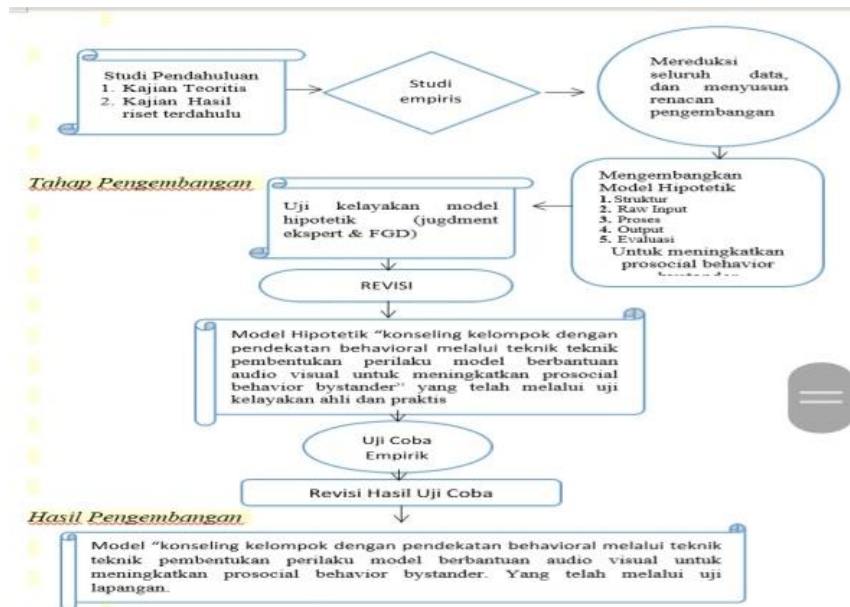 Studi Pendahuluan
1. Kajian Teoritis
2. Kajian Hasil
riset terdahulu
Studi
empiris
Mereduksi
seluruh data,
dan menyusun
renacan
pengembangan
Tahap Pengembangan
Uji kelayakan model
hipotetik (jugdment
ekspert & FGD)
Mengembangkan
Model Hipotetik
1. Struktur
2. Raw Input
3. Proses
4. Output
5. Evaluasi
Untuk meningkatkan
prosocial behavior
REVISI
Model Hipotetik "konseling kelompok dengan
pendekatan behavioral melalui teknik teknik
pembentukan perilaku model berbantuan
audio visual untuk meningkatkan prosocial
behavior bystander" yang telah melalui uji
kelayakan ahli dan praktis
Uji Coba
Empirik
Revisi Hasil Uji Coba
Hasil Pengembangan
Model "konseling kelompok dengan pendekatan behavioral melalui teknik
teknik pembentukan perilaku model berbantuan audio visual untuk
meningkatkan prosocial behavior bystander. Yang telah melalui uji
lapangan.